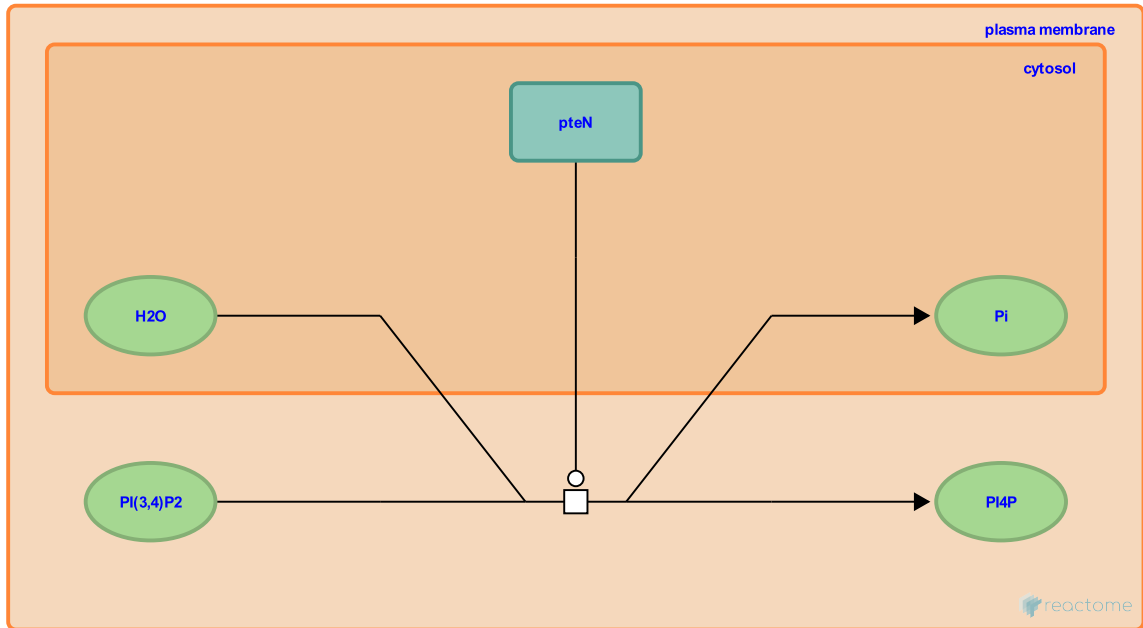 plasma membrane
cytosol
pteN
H2O
Pi
PI(3,4)P2
PI4P
reactome